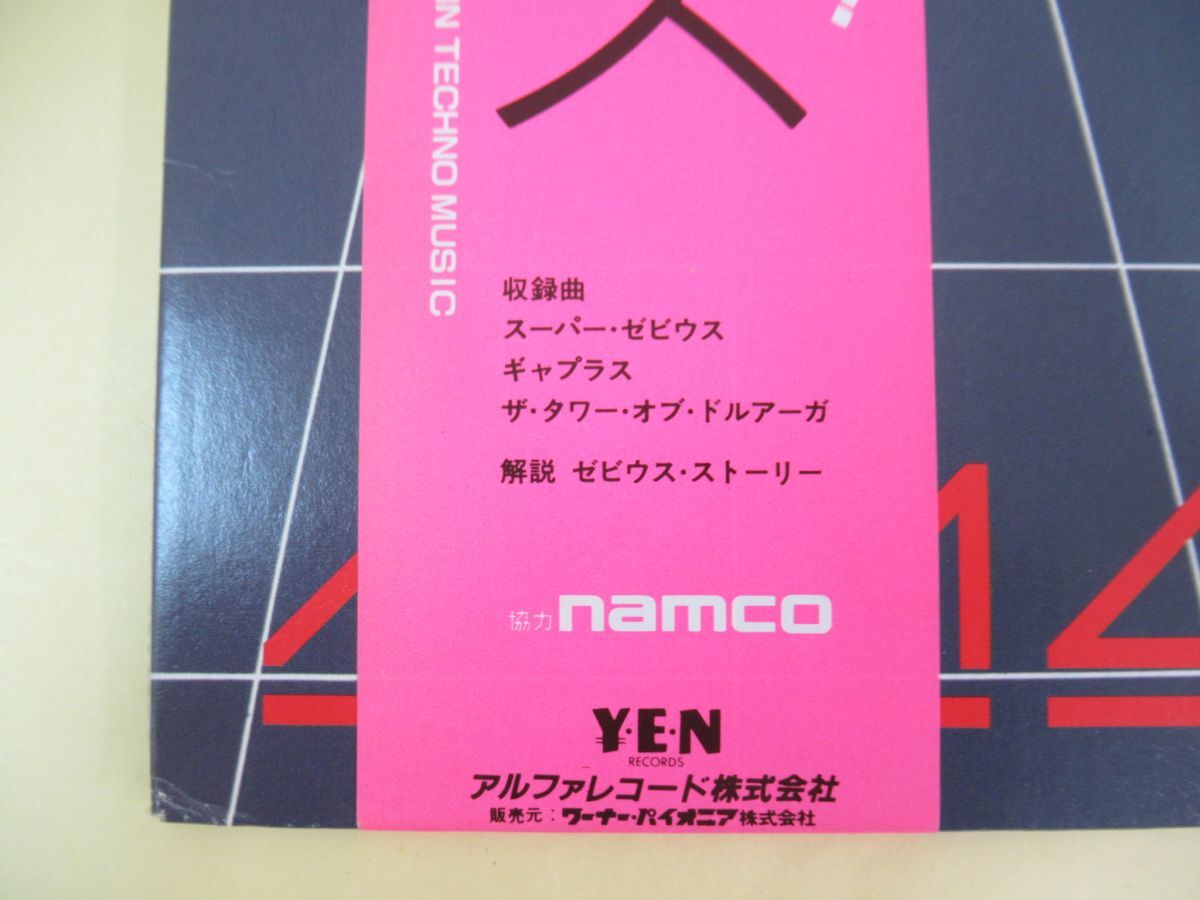 ス
IN TECHNO MUSIC
収録曲
スーパー・ゼビウス
ギャプラス
ザ・タワー・オブ・ドルアーガ
解説 ゼビウス・ストーリー
協力 namco
¥·E·N
RECORDS
アルファレコード株式会社
販売元：ワーナー・パイオニア株式会社